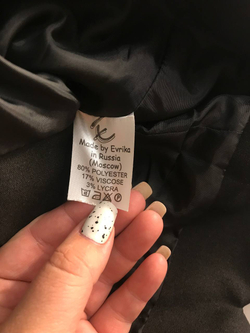 Made by Evrika
in Russia
(Moscow)
80% POLYESTER
17% VISCOSE
3% LYCRA